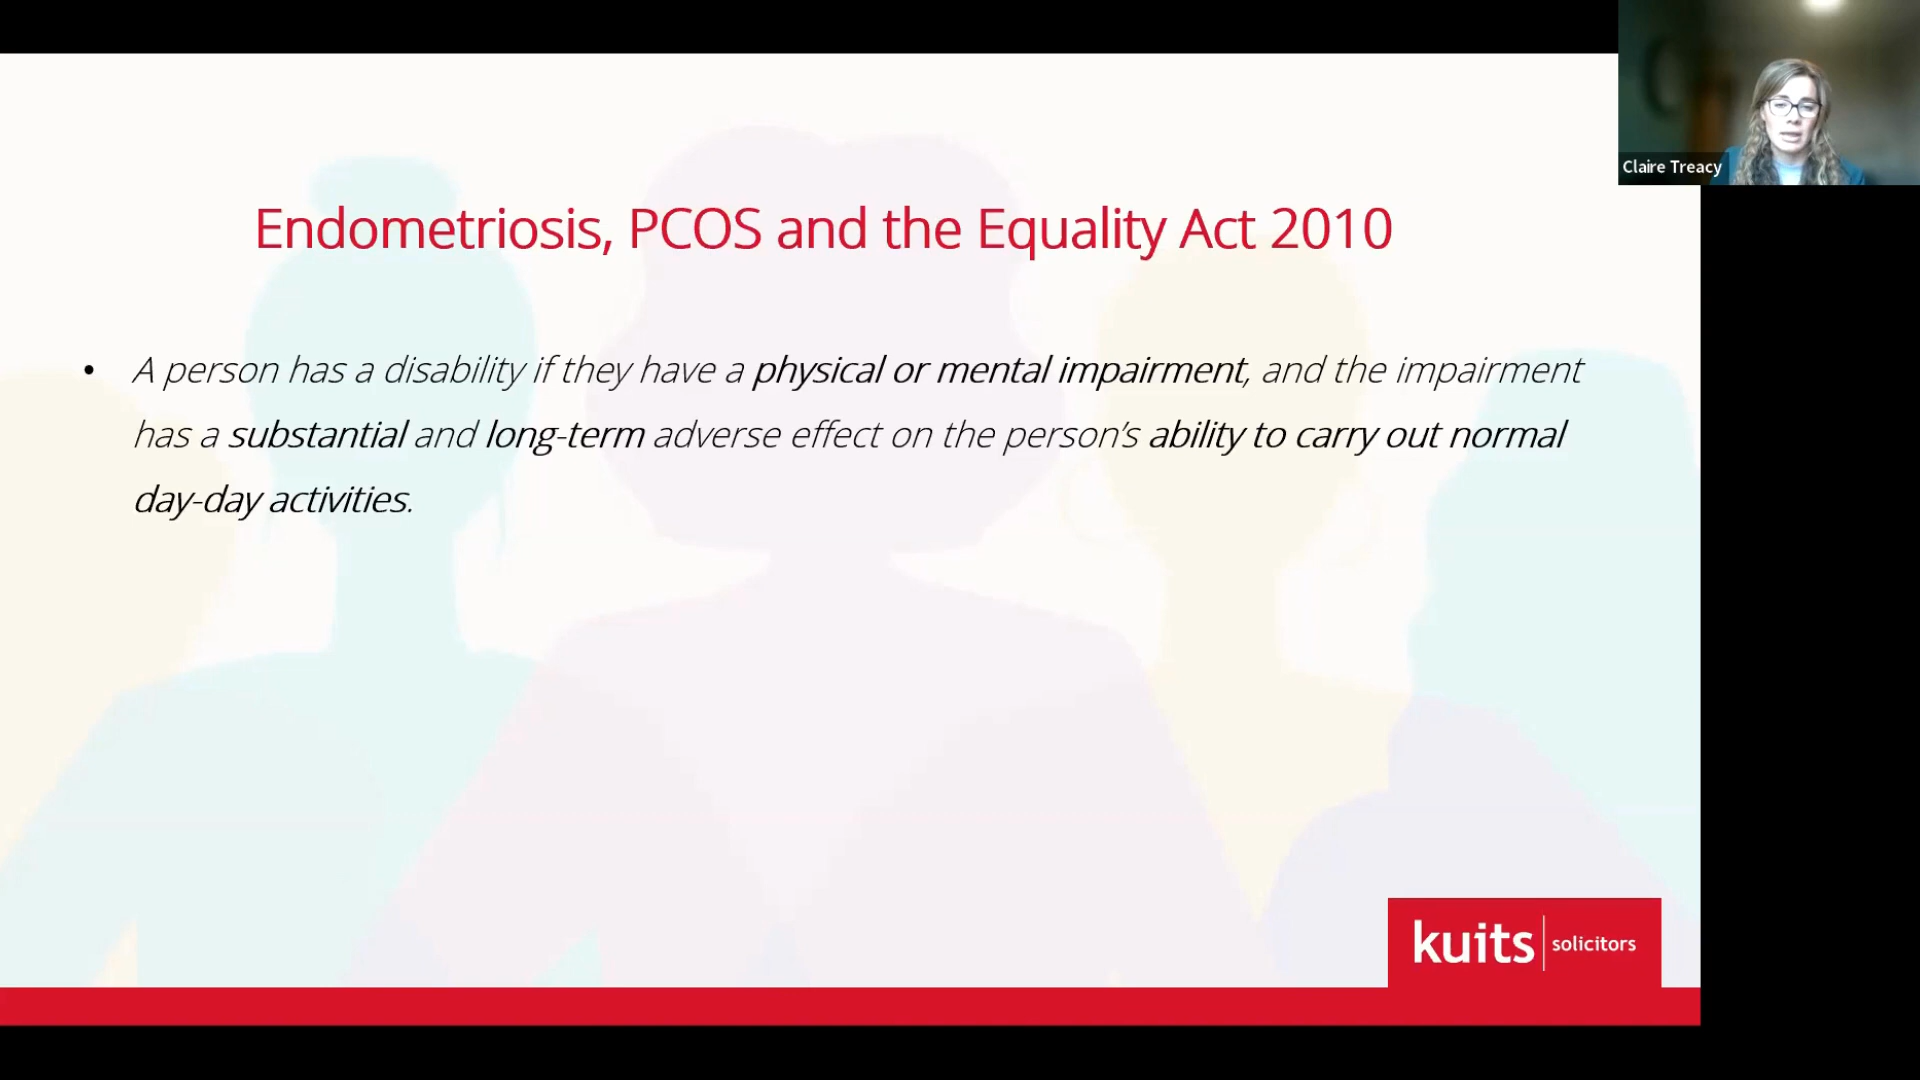 Claire Treacy
Endometriosis, PCOS and the Equality Act 2010
• A person has a disability if they have a physical or mental impairment, and the impairment
has a substantial and long-term adverse effect on the person's ability to carry out normal
day-day activities.
kuits solicitors